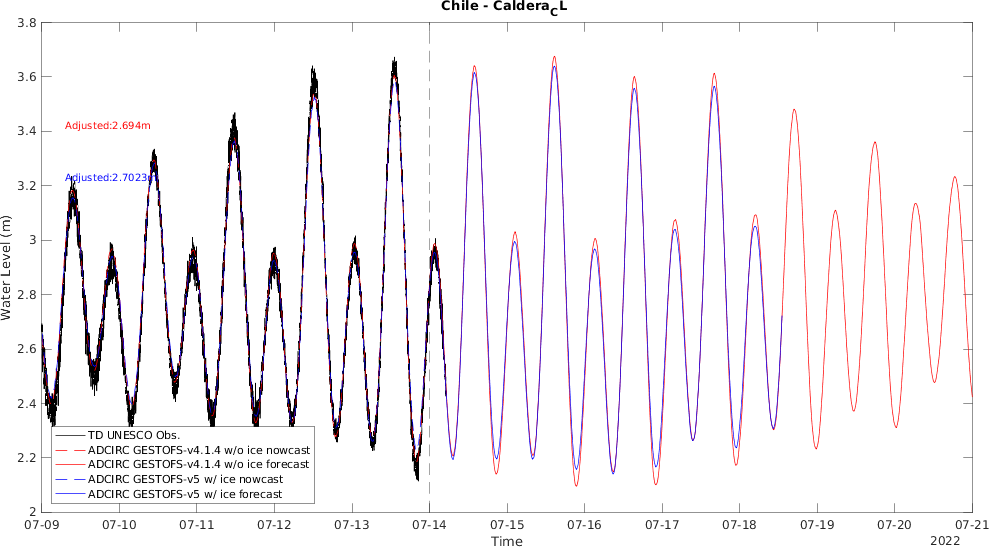 Chile - Caldera_CL
3.8
3.6
3.4
3.2
3
2.8
2.6
2.4
2.2
2
Water Level (m)
Adjusted:2.694m
Adjusted:2.7023m
TD UNESCO Obs.
ADCIRC GESTOFS-v4.1.4 w/o ice nowcast
ADCIRC GESTOFS-v4.1.4 w/o ice forecast
ADCIRC GESTOFS-v5 w/ ice nowcast
ADCIRC GESTOFS-v5 w/ ice forecast
07-09 07-10 07-11 07-12 07-13 07-14 07-15 07-16 07-17 07-18 07-19 07-20 07-21
Time
2022